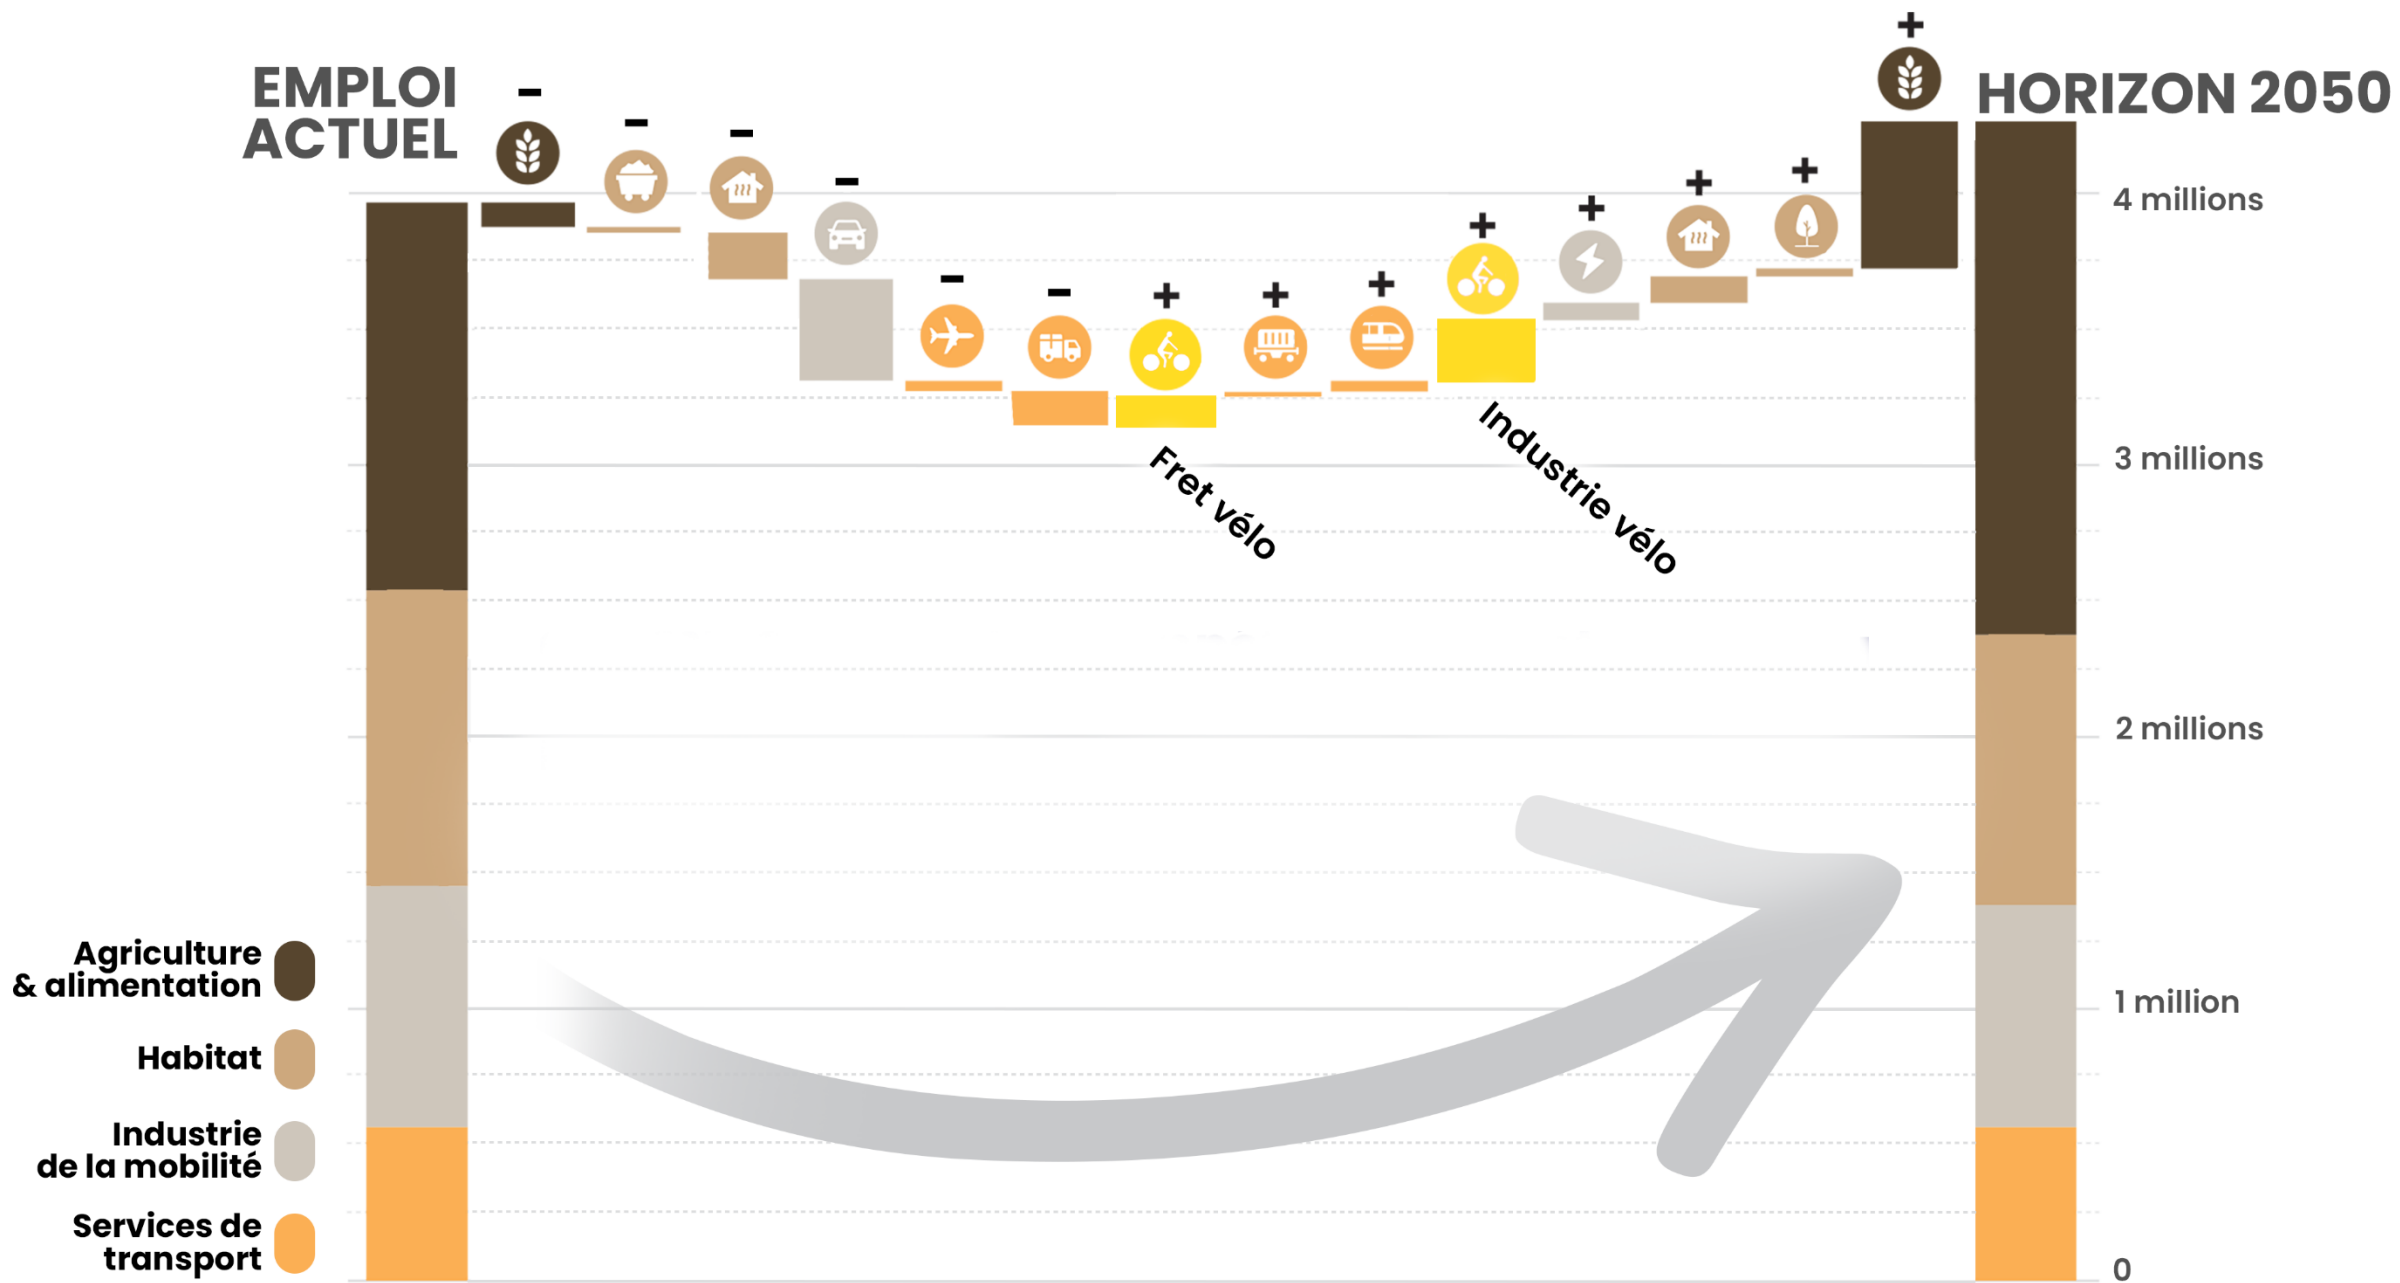 EMPLOI
ACTUEL
HORIZON 2050
4 millions
3 millions
2 millions
1 million
0
Fret vélo
Industrie vélo
Agriculture
& alimentation
Habitat
Industrie
de la mobilité
Services de
transport